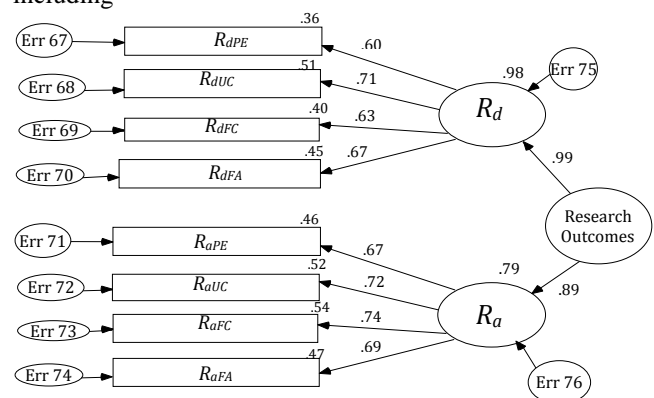 including
Err 67
.36
RdPE
.60
Err 68
.51
RdUC
.71
Err 69
.40
RdFC
.63
Err 70
.45
RdFA
.67
.98
Err 75
Rd
.99
Research
Outcomes
Err 71
.46
RaPE
.67
Err 72
.52
RaUC
.72
Err 73
.54
RaFC
.74
Err 74
.47
RaFA
.69
.79
.89
Ra
Err 76